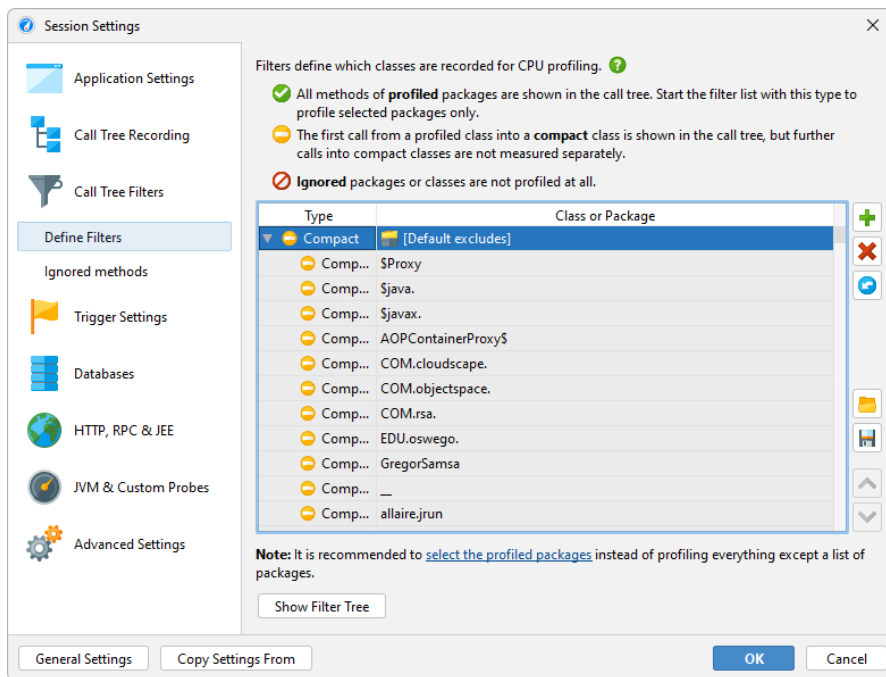 Session Settings
Application Settings
Call Tree Recording
Call Tree Filters
Define Filters
Ignored methods
Trigger Settings
Databases
HTTP, RPC & JEE
JVM & Custom Probes
Advanced Settings
Filters define which classes are recorded for CPU profiling. ?
All methods of profiled packages are shown in the call tree. Start the filter list with this type to
profile selected packages only.
The first call from a profiled class into a compact class is shown in the call tree, but further
calls into compact classes are not measured separately.
Ignored packages or classes are not profiled at all.
Type Class or Package
Compact [Default excludes]
Comp... $Proxy
Comp... $java.
Comp... $javax.
Comp... AOPContainerProxy$
Comp... COM.cloudscape.
Comp... COM.objectspace.
Comp... COM.rsa.
Comp... EDU.oswego.
Comp... GregorSamsa
Comp... __
Comp... allaire.jrun
Note: It is recommended to select the profiled packages instead of profiling everything except a list of
packages.
Show Filter Tree
General Settings Copy Settings From OK Cancel